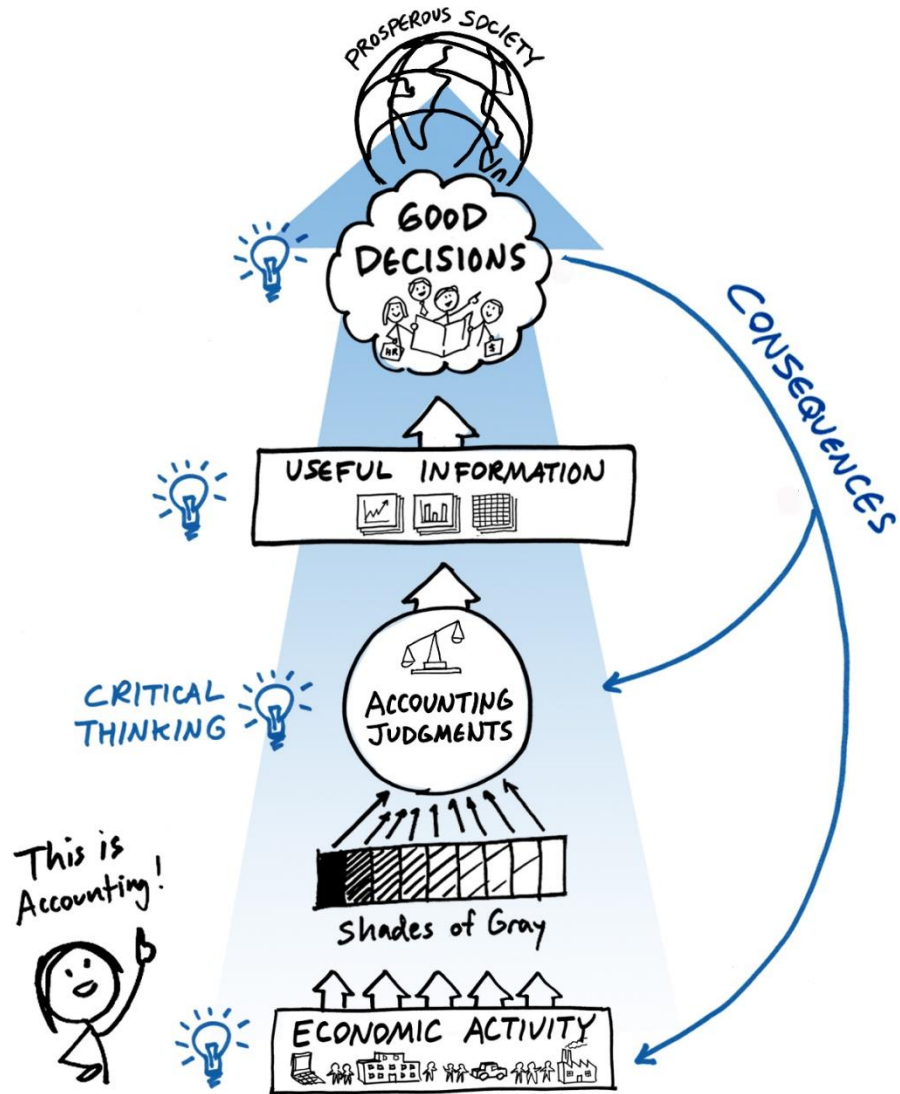 PROSPEROUS SOCIETY
GOOD
DECISIONS
HR
$
CONSEQUENCES
USEFUL INFORMATION
CRITICAL
THINKING
ACCOUNTING
JUDGMENTS
This is
Accounting!
Shades of Gray
ECONOMIC ACTIVITY